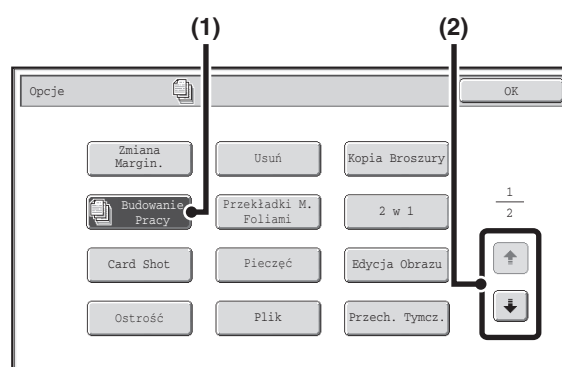 (1) (2)
Opcje OK
Zmiana
Margin.
Usuń
Kopia Broszury
Budowanie
Pracy
Przekładki M.
Foliami
2 w 1
1
2
Card Shot
Pieczęć
Edycja Obrazu
Ostrość
Plik
Przech. Tymcz.